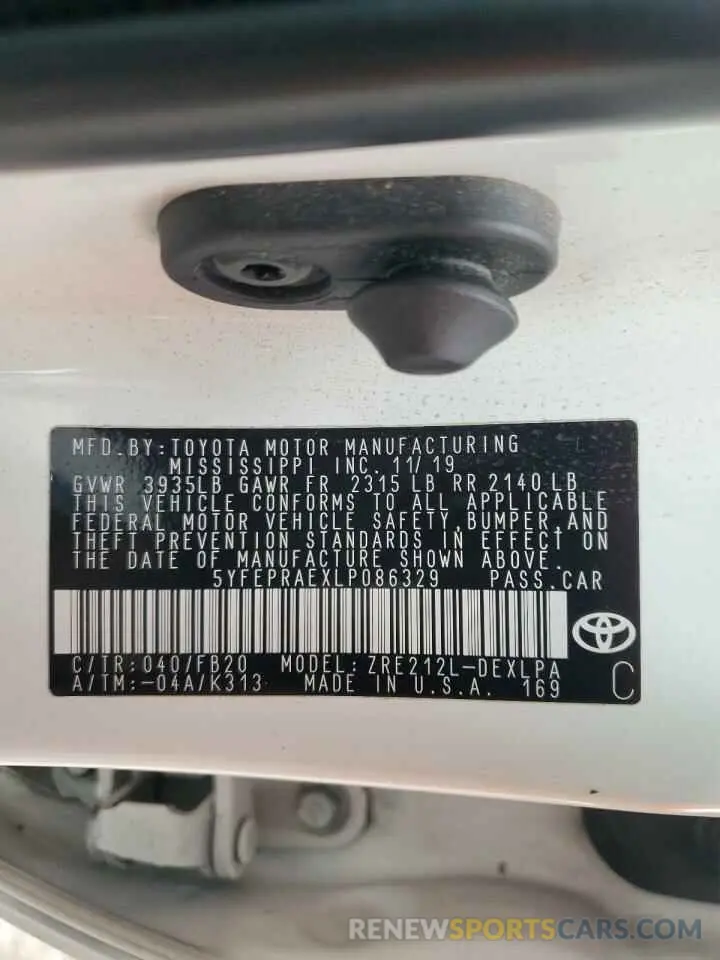 MFD.BY:TOYOTA MOTOR MANUFACTURING
MISSISSIPPI INC. 11/19
GVWR 3935LB GAWR FR 2315LB RR 2140LB
THIS VEHICLE CONFORMS TO ALL APPLICABLE
FEDERAL MOTOR VEHICLE SAFETY,BUMPER,AND
THEFT PREVENTION STANDARDS IN EFFECT ON
THE DATE OF MANUFACTURE SHOWN ABOVE.
5YFEPRAEXLP086329 PASS.CAR
C/TR:040/FB20 MODEL:ZRE212L-DEXLPA
A/TM:-04A/K313 MADE IN U.S.A. 169 C
RENEWSPORTSCARS.COM